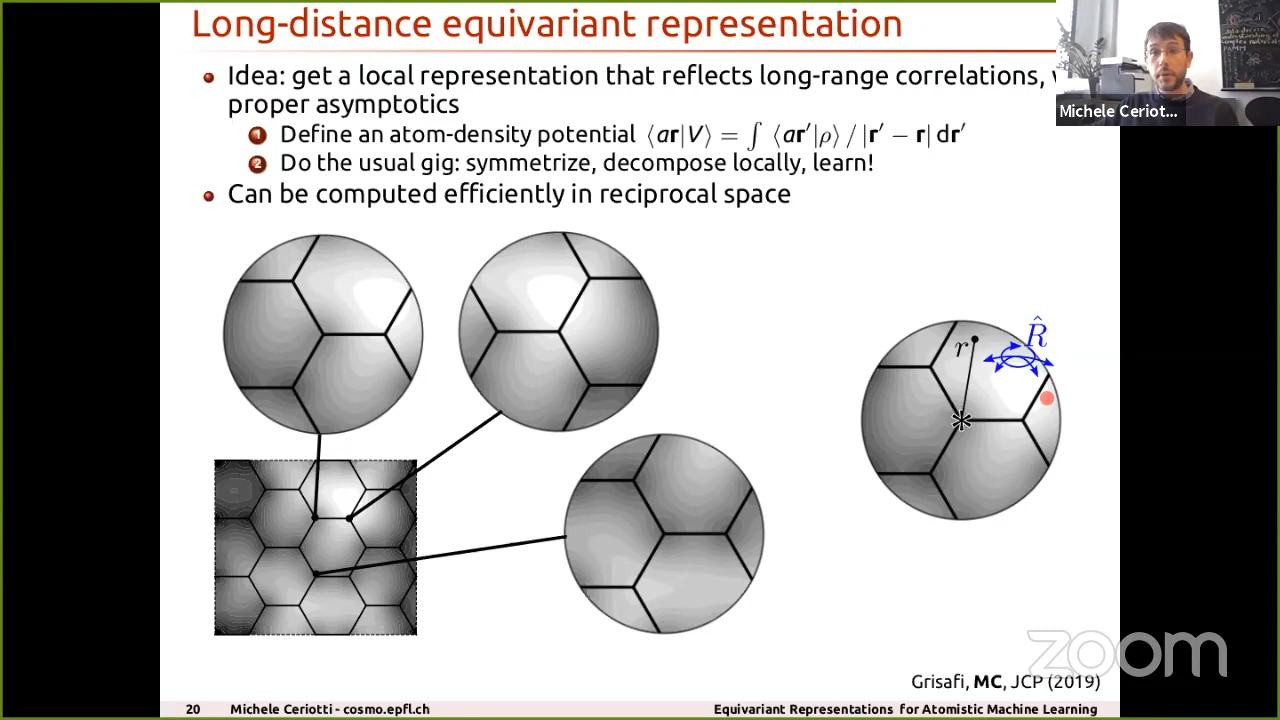 Long-distance equivariant representation
Idea: get a local representation that reflects long-range correlations,
proper asymptotics
1 Define an atom-density potential ⟨a𝐫|V⟩ = ∫ ⟨a𝐫′|ρ⟩ / |𝐫′ − 𝐫| d𝐫′
2 Do the usual gig: symmetrize, decompose locally, learn!
Can be computed efficiently in reciprocal space
Michele Ceriot...
r
R̂
zoom
Grisafi, MC, JCP (2019)
20 Michele Ceriotti - cosmo.epfl.ch Equivariant Representations for Atomistic Machine Learning